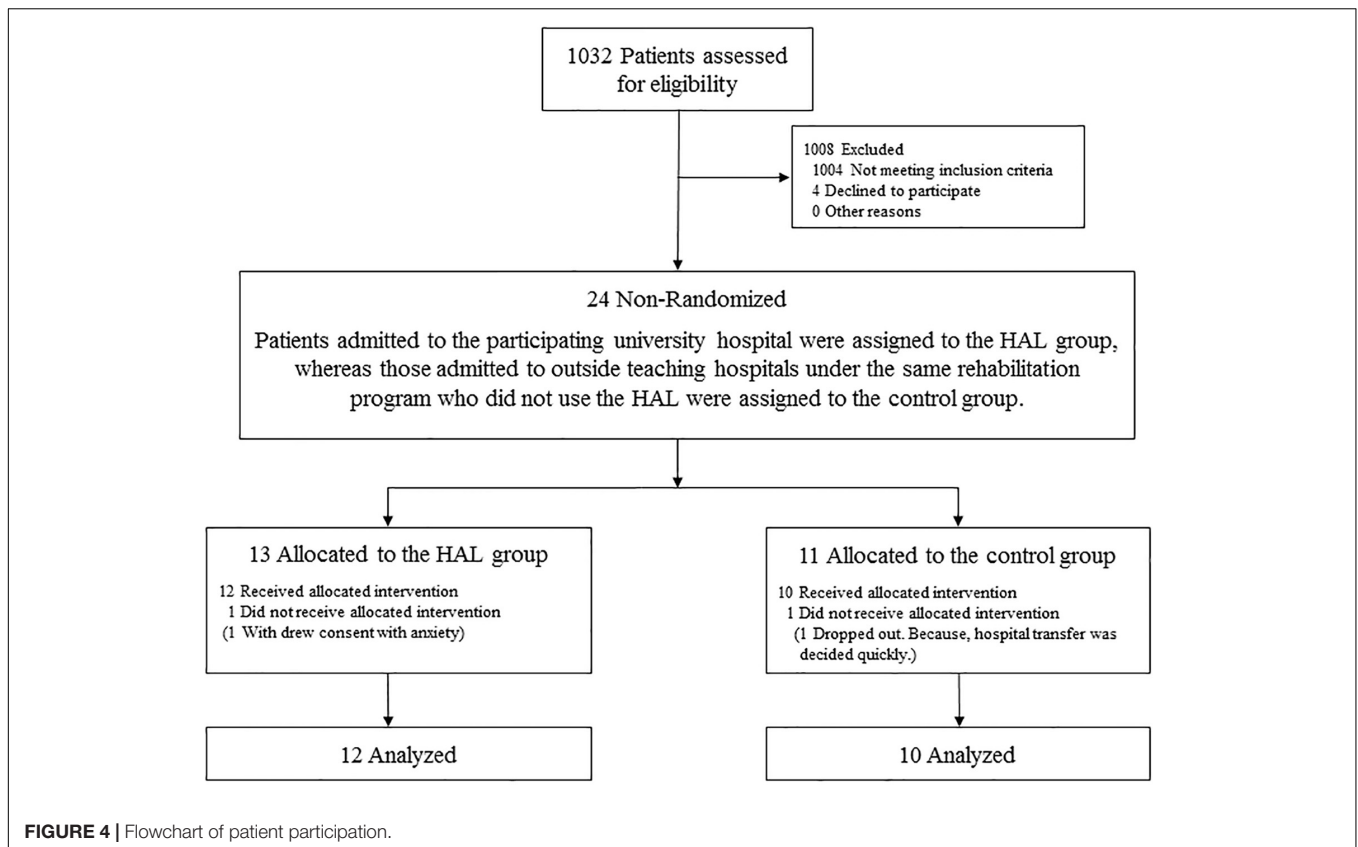 1032 Patients assessed
for eligibility
1008 Excluded
1004 Not meeting inclusion criteria
4 Declined to participate
0 Other reasons
24 Non-Randomized
Patients admitted to the participating university hospital were assigned to the HAL group,
whereas those admitted to outside teaching hospitals under the same rehabilitation
program who did not use the HAL were assigned to the control group.
13 Allocated to the HAL group
12 Received allocated intervention
1 Did not receive allocated intervention
(1 With drew consent with anxiety)
11 Allocated to the control group
10 Received allocated intervention
1 Did not receive allocated intervention
(1 Dropped out. Because, hospital transfer was
decided quickly.)
12 Analyzed
10 Analyzed
FIGURE 4 | Flowchart of patient participation.